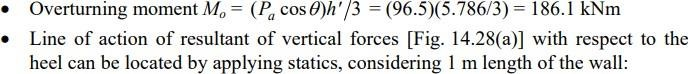 • Overturning moment Mₒ = (Pₐ cos θ)h′/3 = (96.5)(5.786/3) = 186.1 kNm
• Line of action of resultant of vertical forces [Fig. 14.28(a)] with respect to the
heel can be located by applying statics, considering 1 m length of the wall: